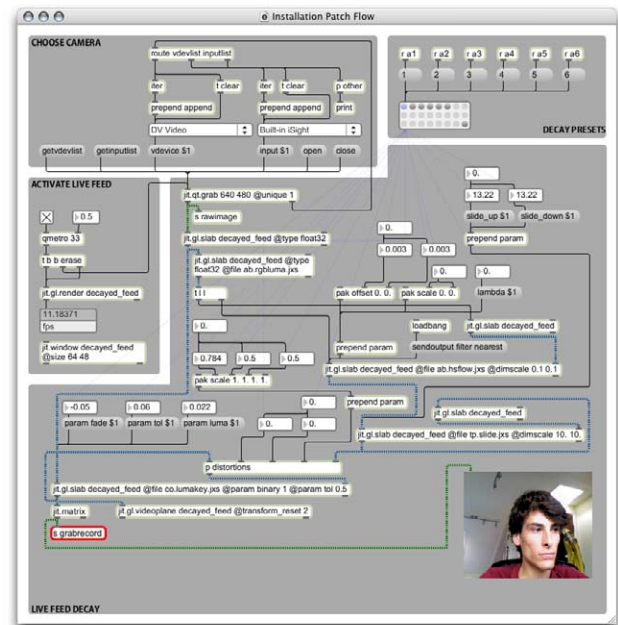 Installation Patch Flow
CHOOSE CAMERA
route vdevlist inputlist
iter
t clear
iter
t clear
p other
prepend append
prepend append
print
DV Video
Built-in iSight
getvdevlist
getinputlist
vdevice $1
input $1
open
close
r a1
r a2
r a3
r a4
r a5
r a6
1
2
3
4
5
6
DECAY PRESETS
ACTIVATE LIVE FEED
0.5
qmetro 33
t b b erase
jit.gl.render decayed_feed
11.18371
fps
jit.window decayed_feed
@size 64 48
jit.qt.grab 640 480 @unique 1
s rawimage
jit.gl.slab decayed_feed @type float32
jit.gl.slab decayed_feed @type
float32 @file ab.rgbluma.jxs
t l l
0.
0.784
0.5
0.5
pak scale 1. 1. 1. 1.
0.
13.22
13.22
slide_up $1
slide_down $1
prepend param
0.
0.003
0.003
0.
0.
pak offset 0. 0.
pak scale 0. 0.
lambda $1
loadbang
jit.gl.slab decayed_feed
prepend param
sendoutput filter nearest
jit.gl.slab decayed_feed @file ab.hsflow.jxs @dimscale 0.1 0.1
-0.05
0.06
0.022
param fade $1
param tol $1
param luma $1
0.
0.
0.
prepend param
jit.gl.slab decayed_feed
jit.gl.slab decayed_feed @file tp.slide.jxs @dimscale 10. 10.
p distortions
jit.gl.slab decayed_feed @file co.lumakey.jxs @param binary 1 @param tol 0.5
jit.matrix
jit.gl.videoplane decayed_feed @transform_reset 2
s grabrecord
LIVE FEED DECAY